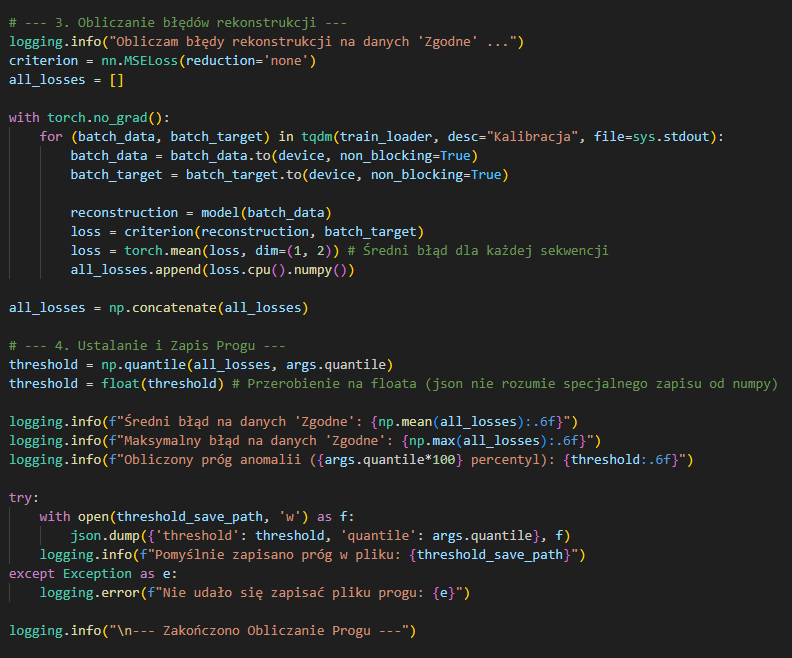 # --- 3. Obliczanie błędów rekonstrukcji ---
logging.info("Obliczam błędy rekonstrukcji na danych 'Zgodne' ...")
criterion = nn.MSELoss(reduction='none')
all_losses = []
with torch.no_grad():
    for (batch_data, batch_target) in tqdm(train_loader, desc="Kalibracja", file=sys.stdout):
        batch_data = batch_data.to(device, non_blocking=True)
        batch_target = batch_target.to(device, non_blocking=True)
        reconstruction = model(batch_data)
        loss = criterion(reconstruction, batch_target)
        loss = torch.mean(loss, dim=(1, 2)) # Średni błąd dla każdej sekwencji
        all_losses.append(loss.cpu().numpy())
all_losses = np.concatenate(all_losses)
# --- 4. Ustalanie i Zapis Progu ---
threshold = np.quantile(all_losses, args.quantile)
threshold = float(threshold) # Przerobienie na floata (json nie rozumie specjalnego zapisu od numpy)
logging.info(f"Średni błąd na danych 'Zgodne': {np.mean(all_losses):.6f}")
logging.info(f"Maksymalny błąd na danych 'Zgodne': {np.max(all_losses):.6f}")
logging.info(f"Obliczony próg anomalii ({args.quantile*100} percentyl): {threshold:.6f}")
try:
    with open(threshold_save_path, 'w') as f:
        json.dump({'threshold': threshold, 'quantile': args.quantile}, f)
    logging.info(f"Pomyślnie zapisano próg w pliku: {threshold_save_path}")
except Exception as e:
    logging.error(f"Nie udało się zapisać pliku progu: {e}")
logging.info("\n--- Zakończono Obliczanie Progu ---")